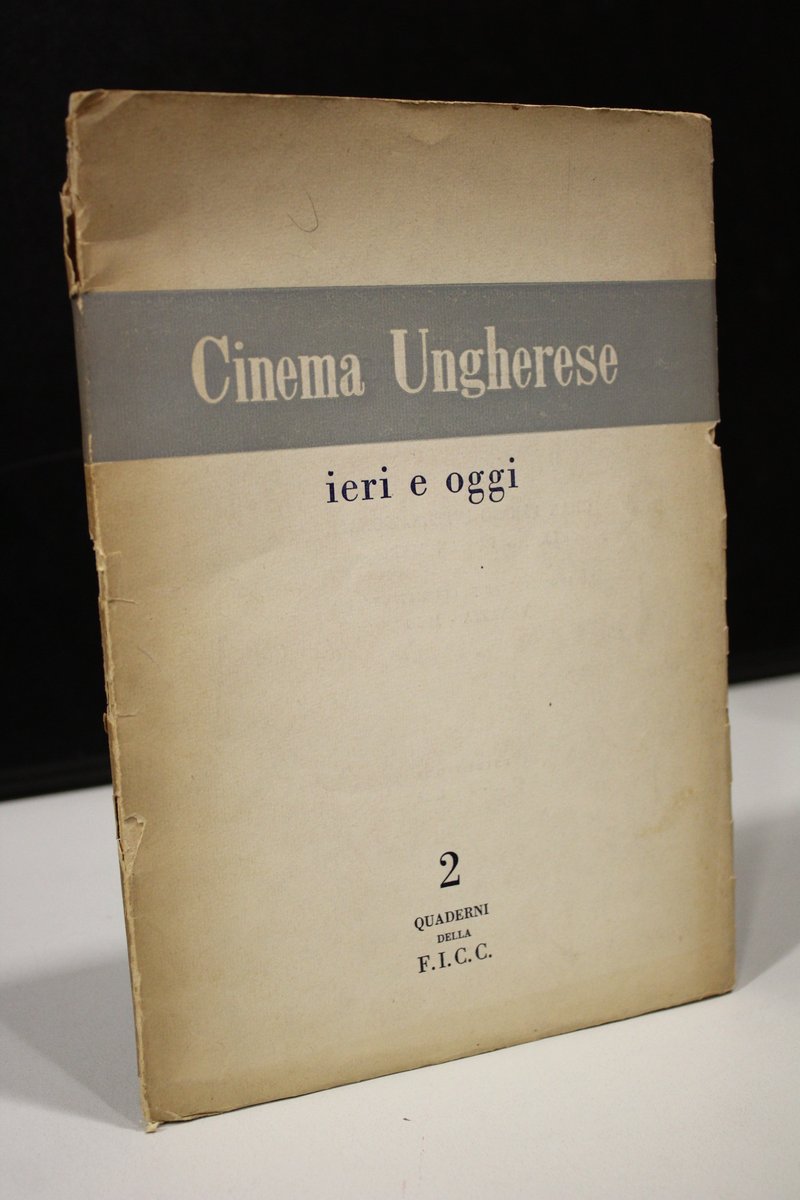 Cinema Ungherese
ieri e oggi
2
QUADERNI
DELLA
F.I.C.C.